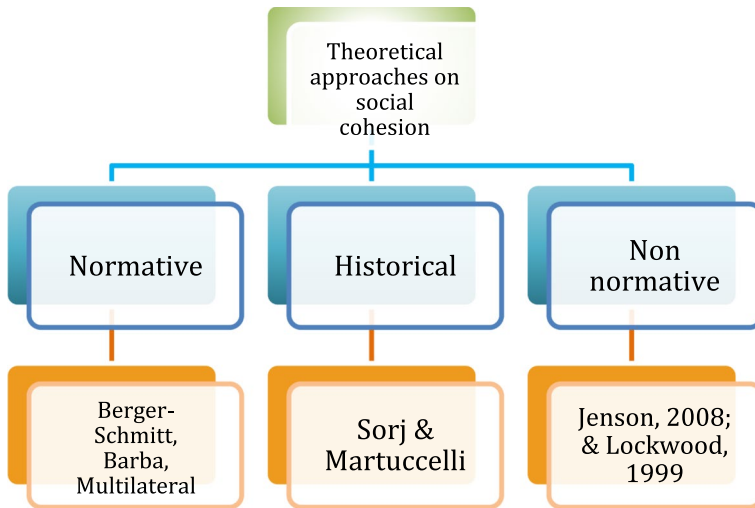 Theoretical
approaches on
social
cohesion
Normative
Historical
Non
normative
Berger-
Schmitt,
Barba,
Multilateral
Sorj &
Martuccelli
Jenson, 2008;
& Lockwood,
1999